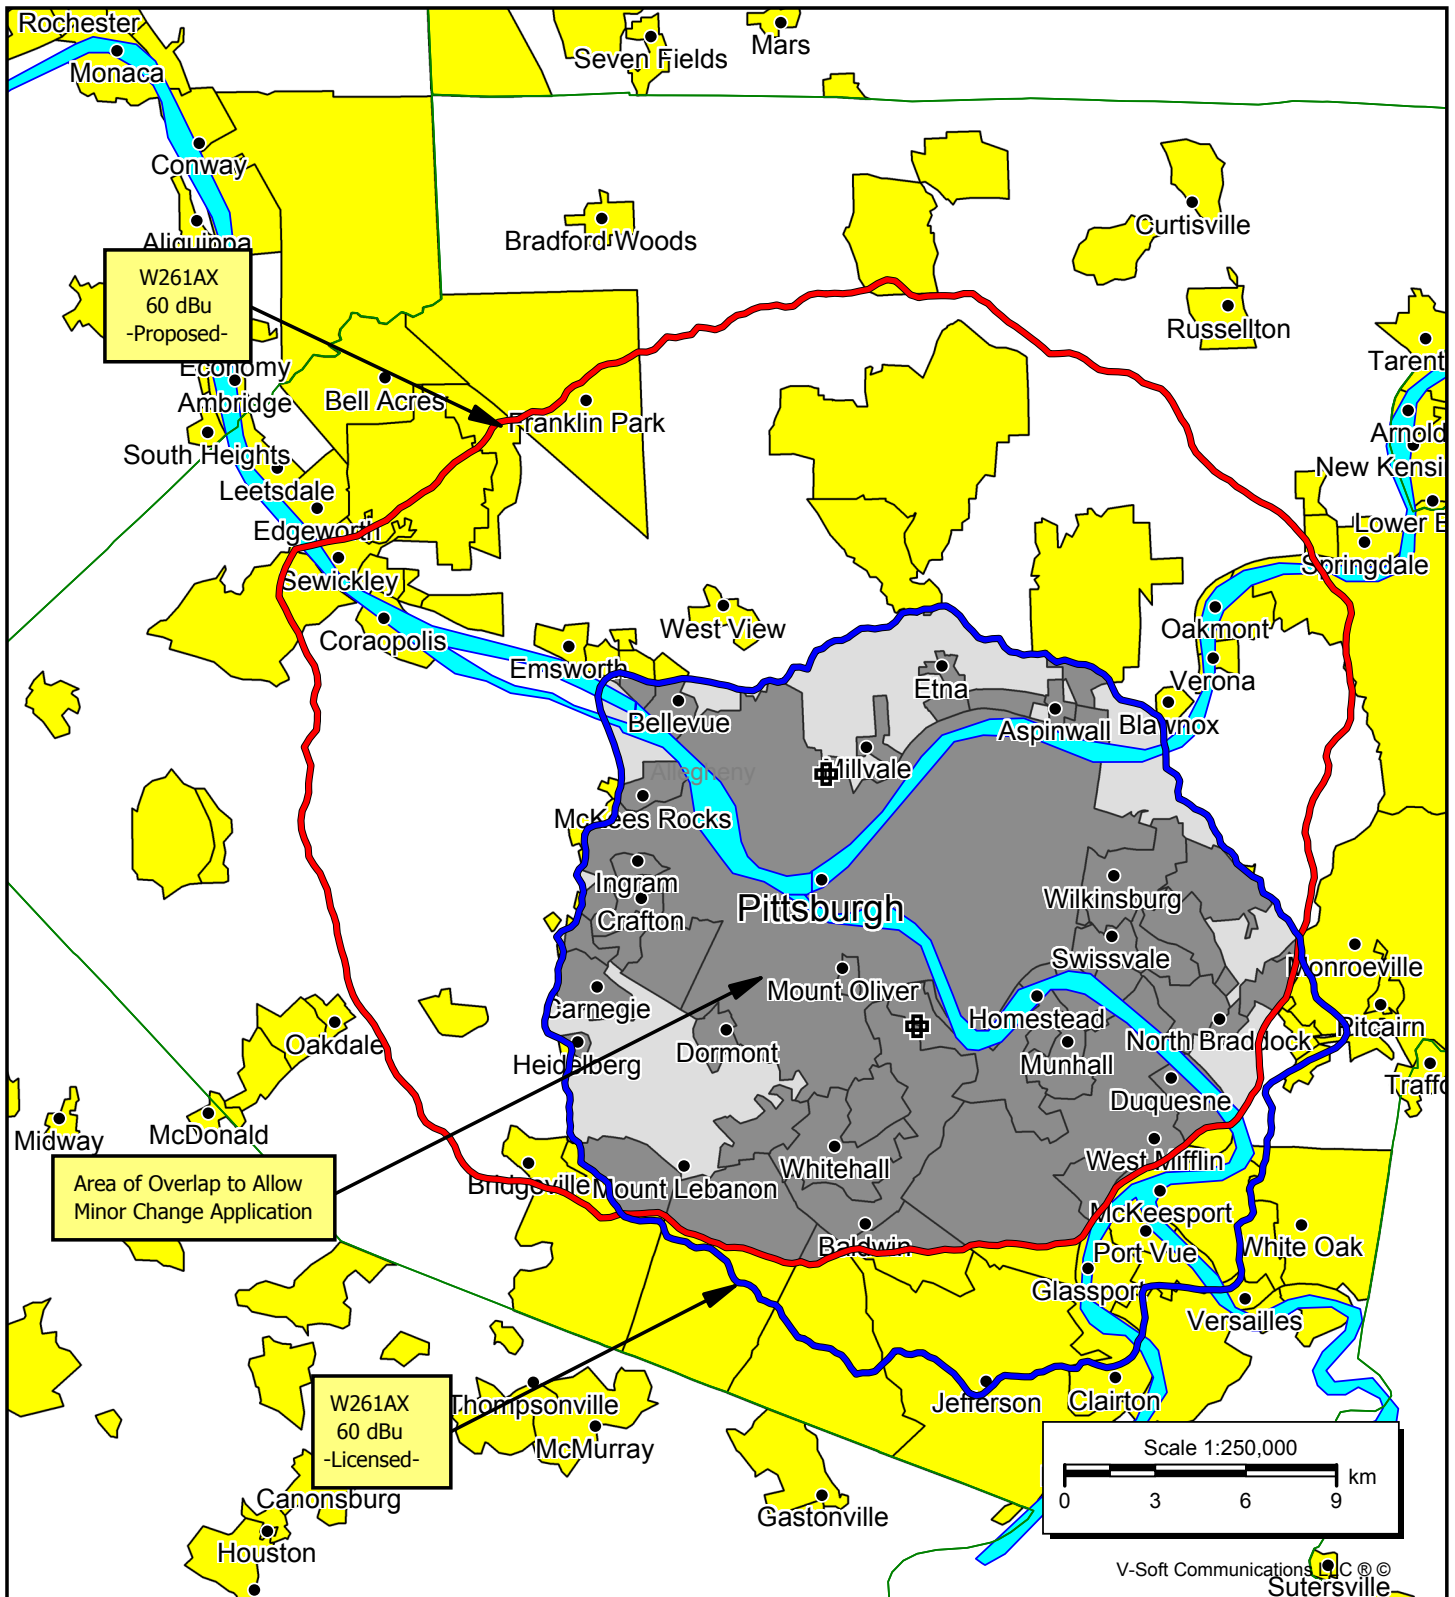 Rochester
Mars
Seven Fields
Monaca
Conway
Curtisville
Aliquippa
Bradford Woods
W261AX
60 dBu
-Proposed-
Russellton
Tarent
Economy
Ambridge
Bell Acres
Franklin Park
Arnold
South Heights
New Kensi
Leetsdale
Edgeworth
Lower B
Springdale
Sewickley
Coraopolis
West View
Oakmont
Emsworth
Verona
Etna
Bellevue
Aspinwall
Blawnox
Allegheny
Millvale
McKees Rocks
Ingram
Wilkinsburg
Crafton
Pittsburgh
Swissvale
Monroeville
Mount Oliver
Carnegie
Homestead
Pitcairn
Oakdale
Dormont
North Braddock
Heidelberg
Munhall
Traffo
Duquesne
Midway
McDonald
West Mifflin
Whitehall
Area of Overlap to Allow
Minor Change Application
Bridgeville
Mount Lebanon
McKeesport
Baldwin
Port Vue
White Oak
Glassport
Versailles
W261AX
60 dBu
-Licensed-
Thompsonville
Jefferson
Clairton
McMurray
Scale 1:250,000
km
0 3 6 9
Canonsburg
Gastonville
Houston
V-Soft Communications LLC ® ©
Sutersville